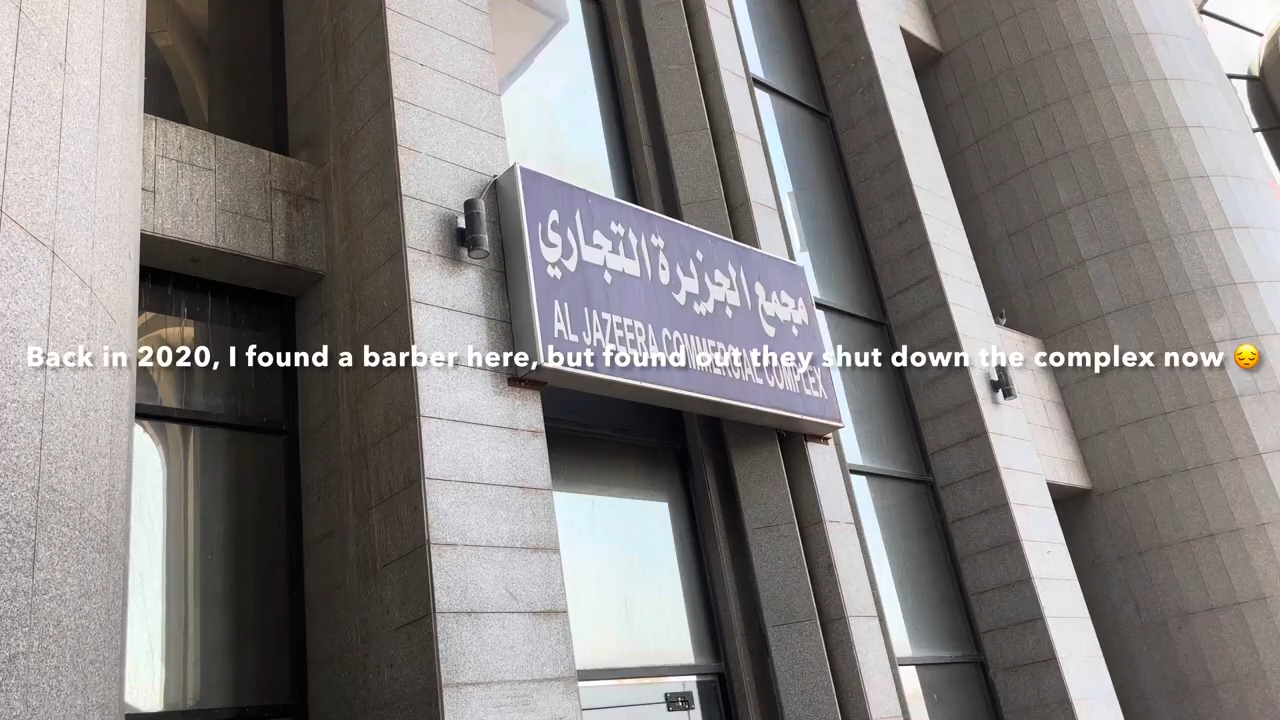 مجمع الجزيرة التجاري
AL JAZEERA COMMERCIAL COMPLEX
Back in 2020, I found a barber here, but found out they shut down the complex now 😔